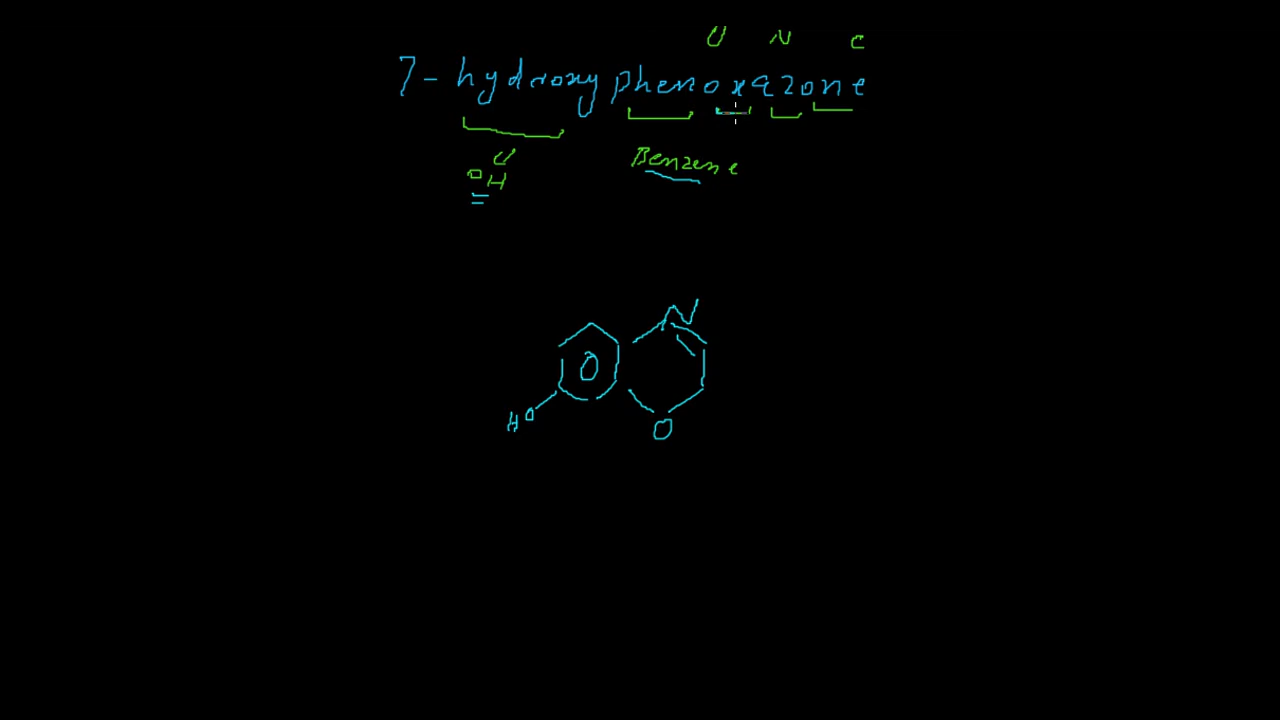 O N C
7-hydroxyphenoxazone
OH Benzene
N
HO O
O